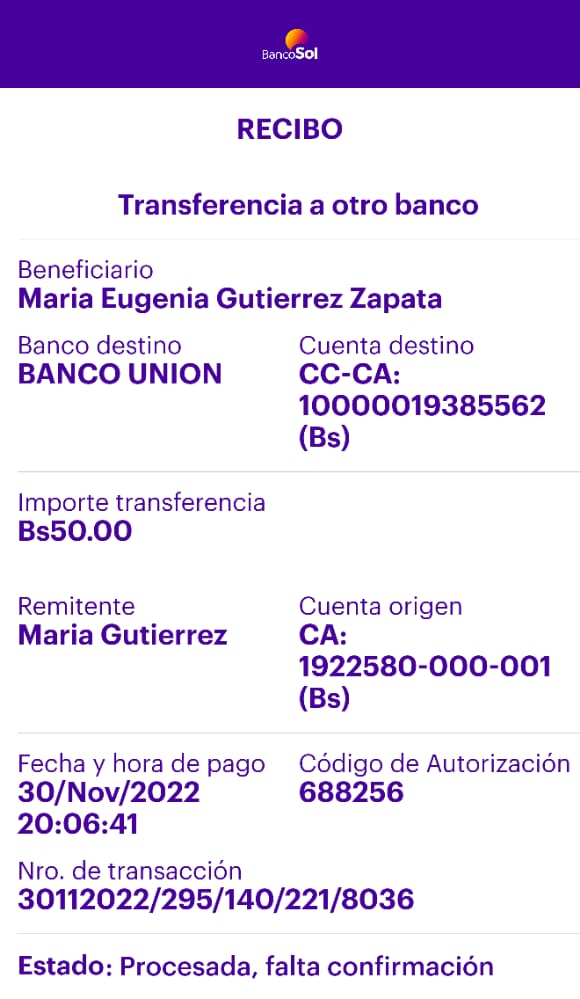 BancoSol
RECIBO
Transferencia a otro banco
Beneficiario
Maria Eugenia Gutierrez Zapata
Banco destino
BANCO UNION
Cuenta destino
CC-CA:
10000019385562
(Bs)
Importe transferencia
Bs50.00
Remitente
Maria Gutierrez
Cuenta origen
CA:
1922580-000-001
(Bs)
Fecha y hora de pago
30/Nov/2022
20:06:41
Código de Autorización
688256
Nro. de transacción
30112022/295/140/221/8036
Estado: Procesada, falta confirmación